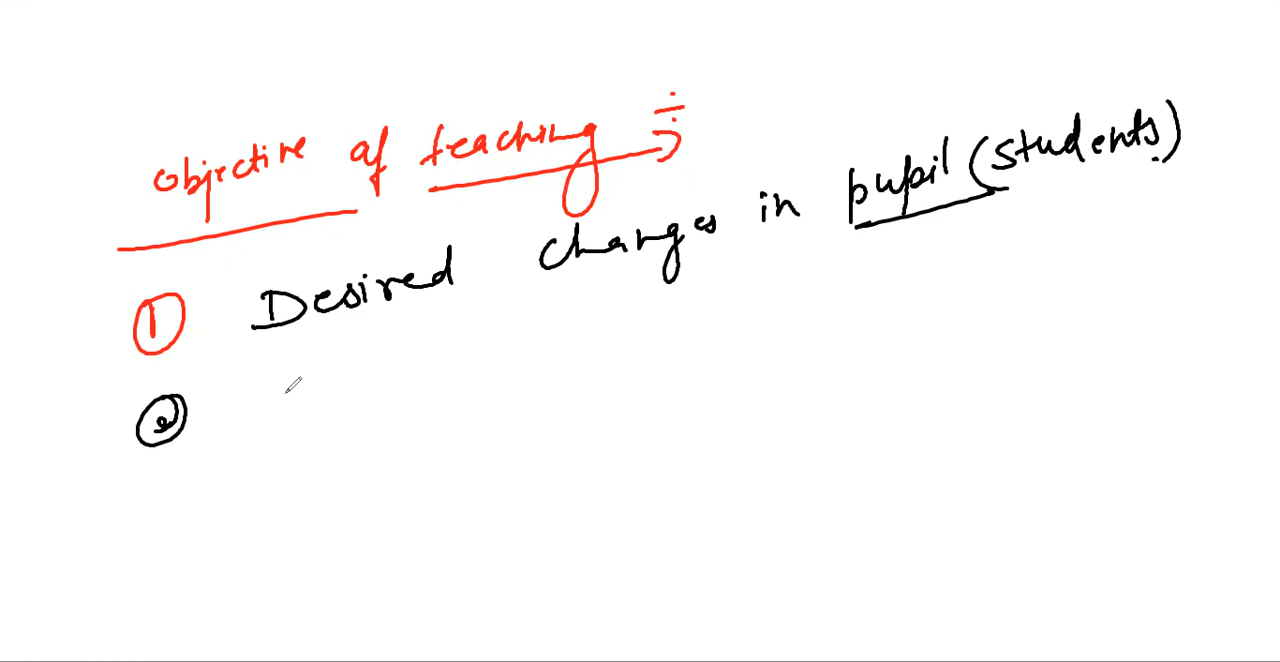 objective of teaching ÷
① Desired changes in pupil (students)
②